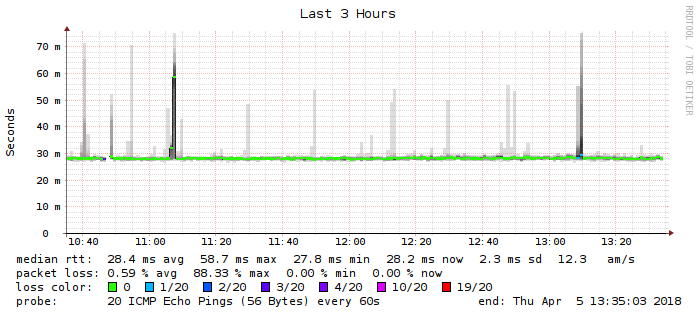 Last 3 Hours
RRDTOOL / TOBI OETIKER
Seconds
70 m
60 m
50 m
40 m
30 m
20 m
10 m
0
10:40 11:00 11:20 11:40 12:00 12:20 12:40 13:00 13:20
median rtt: 28.4 ms avg 58.7 ms max 27.8 ms min 28.2 ms now 2.3 ms sd 12.3 am/s
packet loss: 0.59 % avg 88.33 % max 0.00 % min 0.00 % now
loss color: 0 1/20 2/20 3/20 4/20 10/20 19/20
probe: 20 ICMP Echo Pings (56 Bytes) every 60s end: Thu Apr 5 13:35:03 2018